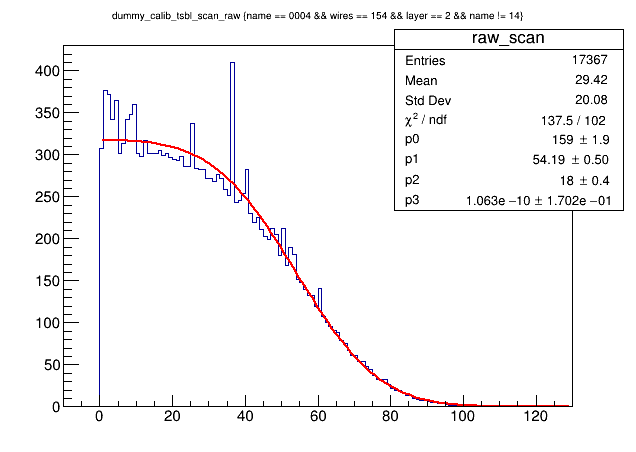 dummy_calib_tsbl_scan_raw {name == 0004 && wires == 154 && layer == 2 && name != 14}
raw_scan
Entries 17367
Mean 29.42
Std Dev 20.08
χ² / ndf 137.5 / 102
p0 159 ± 1.9
p1 54.19 ± 0.50
p2 18 ± 0.4
p3 1.063e −10 ± 1.702e −01
400
350
300
250
200
150
100
50
0
0 20 40 60 80 100 120